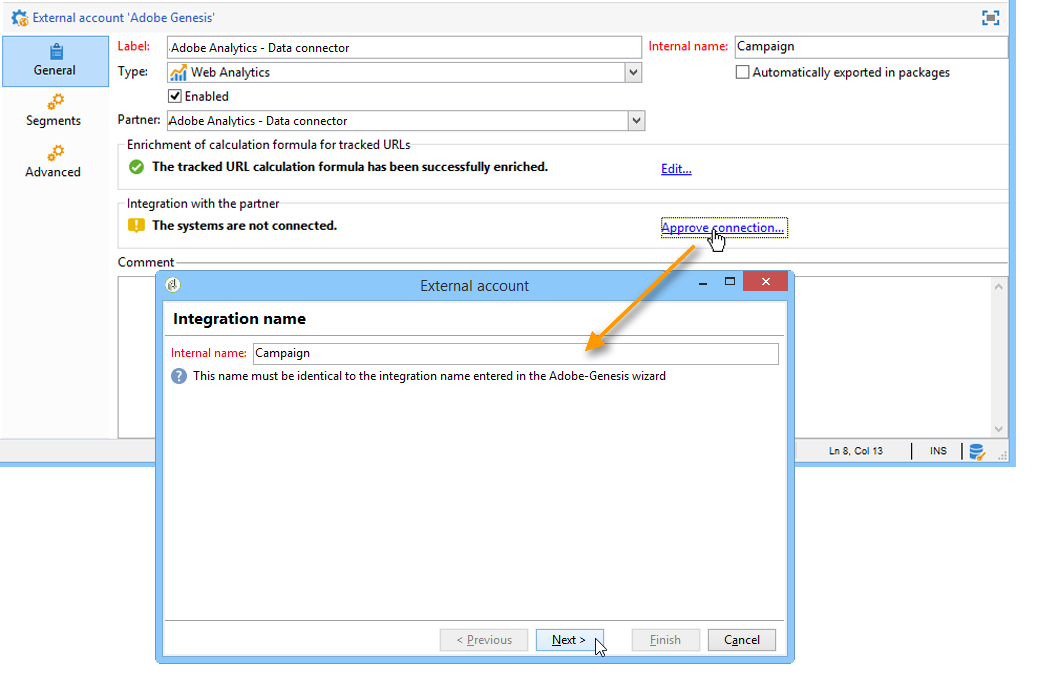 External account 'Adobe Genesis'
General
Segments
Advanced
Label: Adobe Analytics - Data connector Internal name: Campaign
Type: Web Analytics Automatically exported in packages
Enabled
Partner: Adobe Analytics - Data connector
Enrichment of calculation formula for tracked URLs
The tracked URL calculation formula has been successfully enriched. Edit...
Integration with the partner
The systems are not connected. Approve connection...
Comment
External account
Integration name
Internal name: Campaign
This name must be identical to the integration name entered in the Adobe-Genesis wizard
< Previous Next > Finish Cancel
Ln 8, Col 13 INS